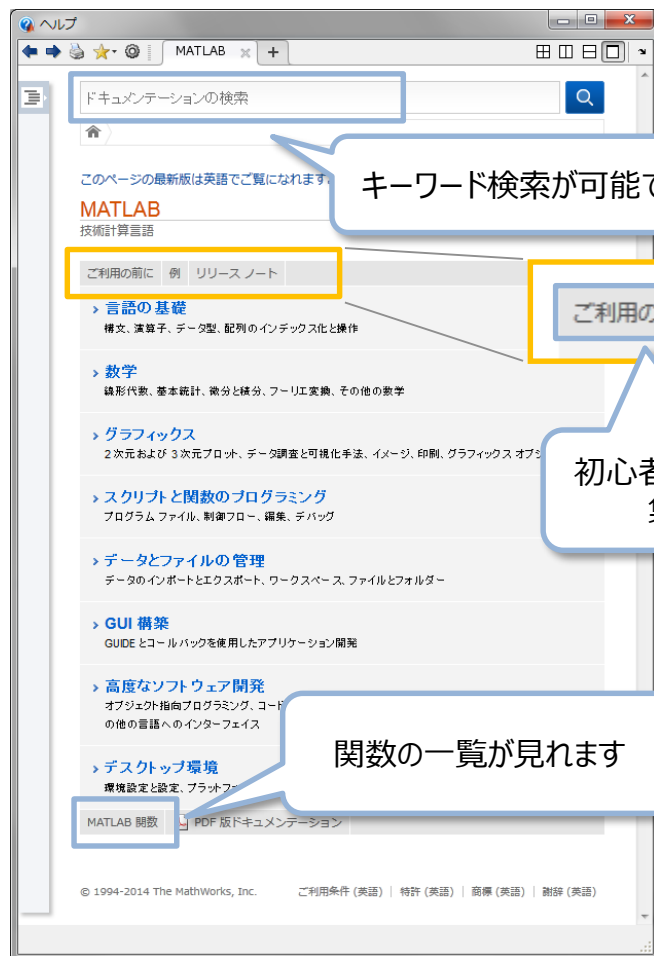 ヘルプ
MATLAB
ドキュメンテーションの検索
このページの最新版は英語でご覧になれます
キーワード検索が可能で
MATLAB
技術計算言語
ご利用の前に 例 リリース ノート
ご利用の
言語の基礎
構文、演算子、データ型、配列のインデックス化と操作
数学
線形代数、基本統計、微分と積分、フーリエ変換、その他の数学
グラフィックス
2 次元および 3 次元プロット、データ調査と可視化手法、イメージ、印刷、グラフィックス オブジ
初心者
スクリプトと関数のプログラミング
プログラム ファイル、制御フロー、編集、デバッグ
データとファイルの管理
データのインポートとエクスポート、ワークスペース、ファイルとフォルダー
GUI 構築
GUIDE とコールバックを使用したアプリケーション開発
高度なソフトウェア開発
オブジェクト指向プログラミング、コード
の他の言語へのインターフェイス
関数の一覧が見れます
デスクトップ環境
環境設定と設定、プラットフ
MATLAB 関数 PDF 版ドキュメンテーション
© 1994-2014 The MathWorks, Inc. ご利用条件 (英語) | 特許 (英語) | 商標 (英語) | 謝辞 (英語)